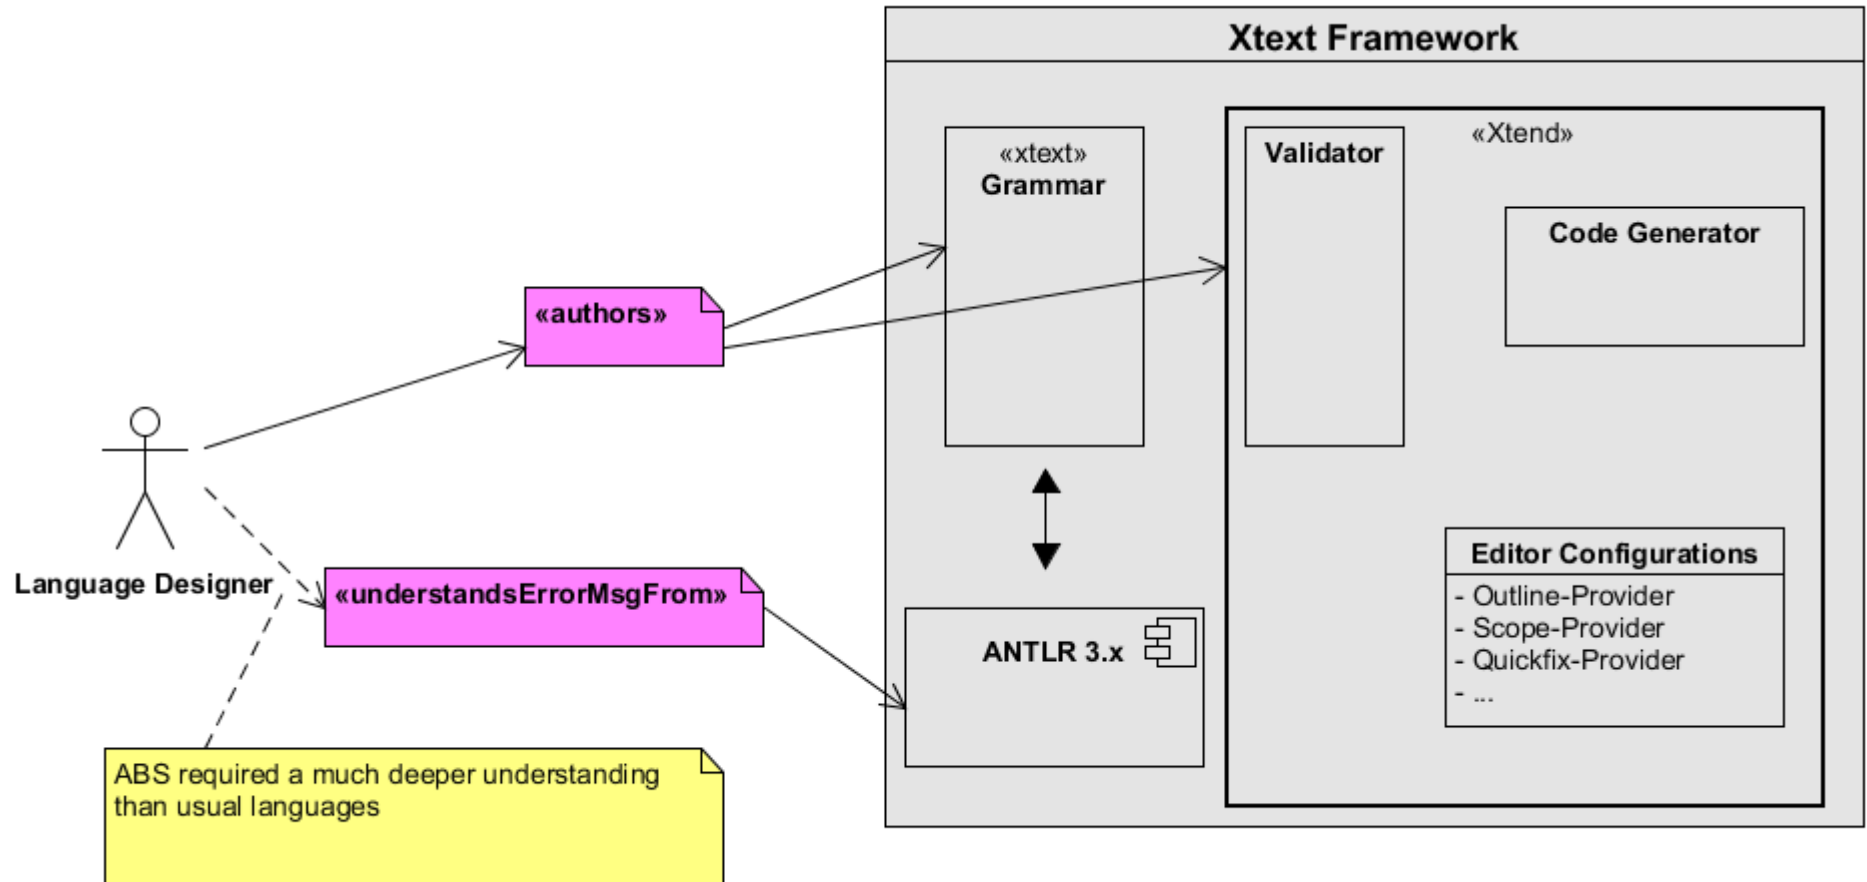 Xtext Framework
«xtext»
Grammar
Validator
«Xtend»
Code Generator
«authors»
Language Designer
«understandsErrorMsgFrom»
ANTLR 3.x
Editor Configurations
- Outline-Provider
- Scope-Provider
- Quickfix-Provider
- ...
ABS required a much deeper understanding
than usual languages